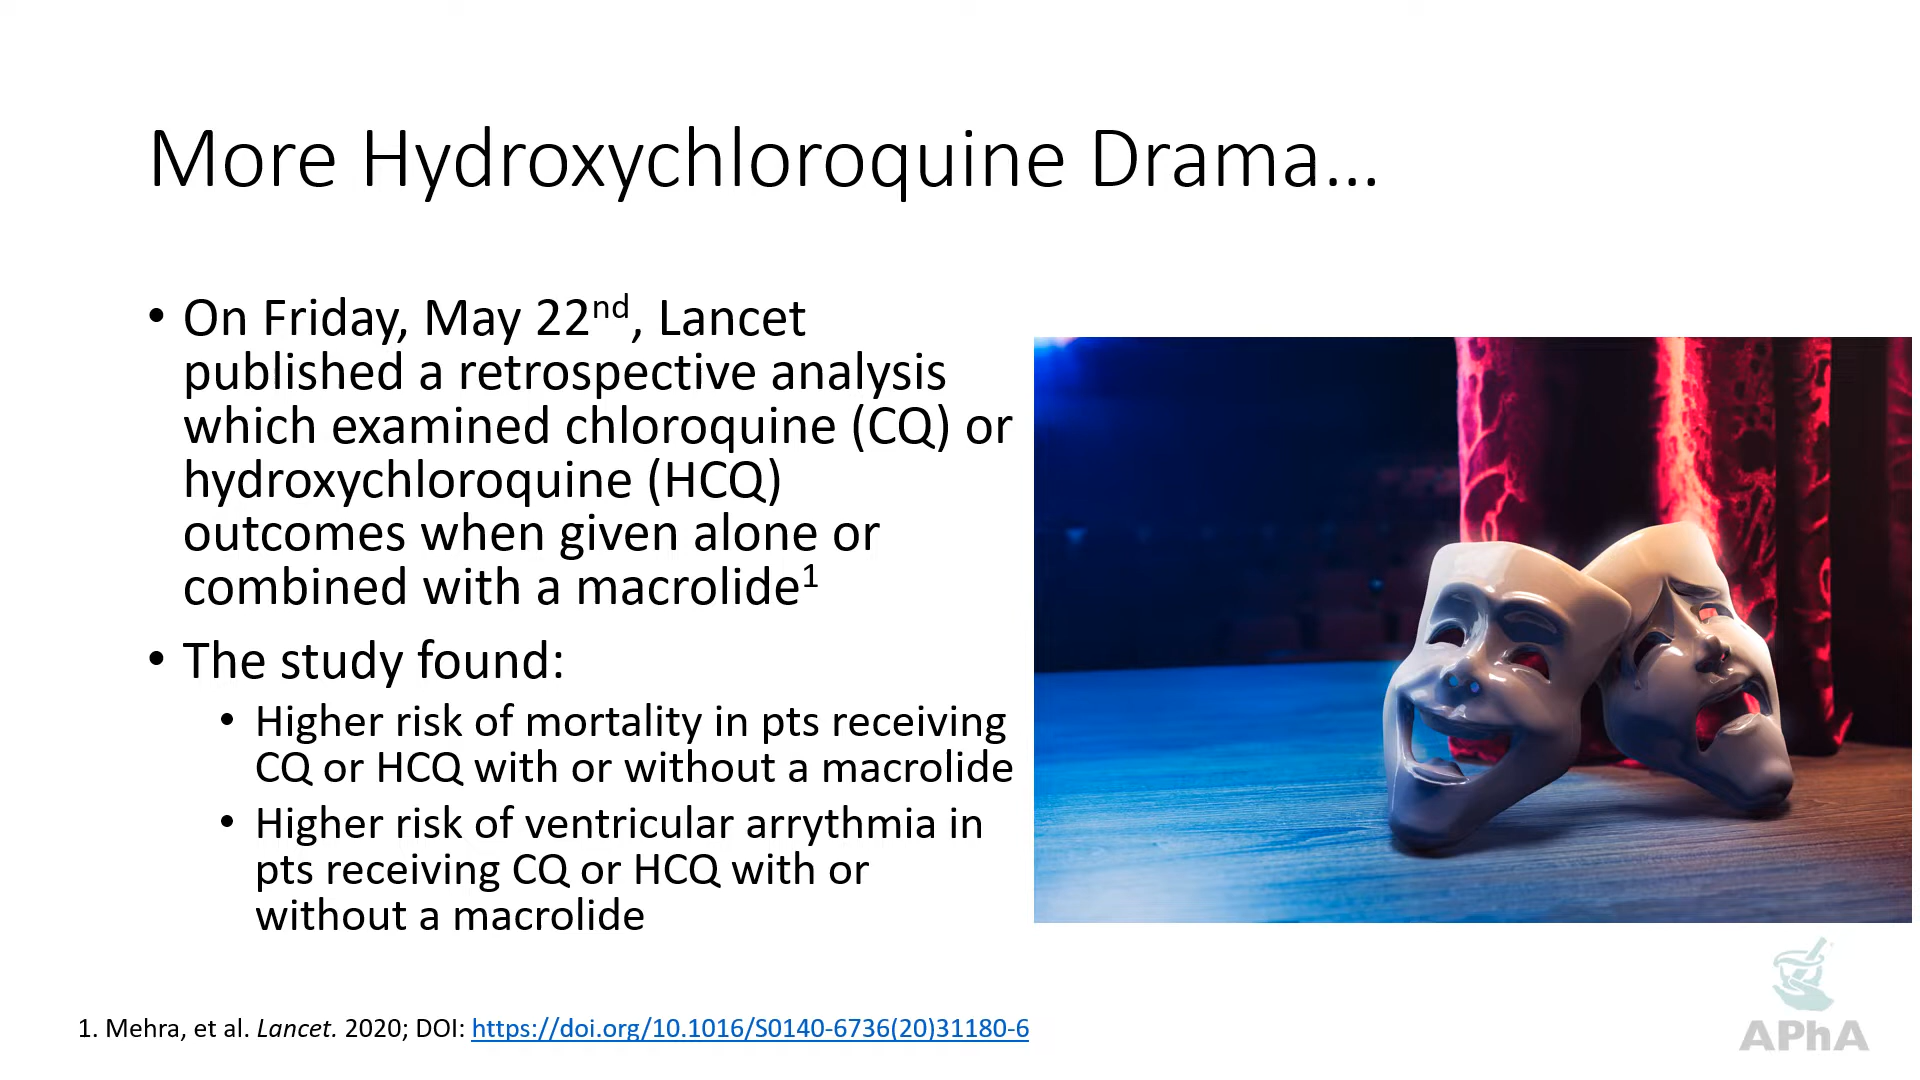 More Hydroxychloroquine Drama...
• On Friday, May 22nd, Lancet
published a retrospective analysis
which examined chloroquine (CQ) or
hydroxychloroquine (HCQ)
outcomes when given alone or
combined with a macrolide1
• The study found:
• Higher risk of mortality in pts receiving
CQ or HCQ with or without a macrolide
• Higher risk of ventricular arrythmia in
pts receiving CQ or HCQ with or
without a macrolide
1. Mehra, et al. Lancet. 2020; DOI: https://doi.org/10.1016/S0140-6736(20)31180-6
APhA